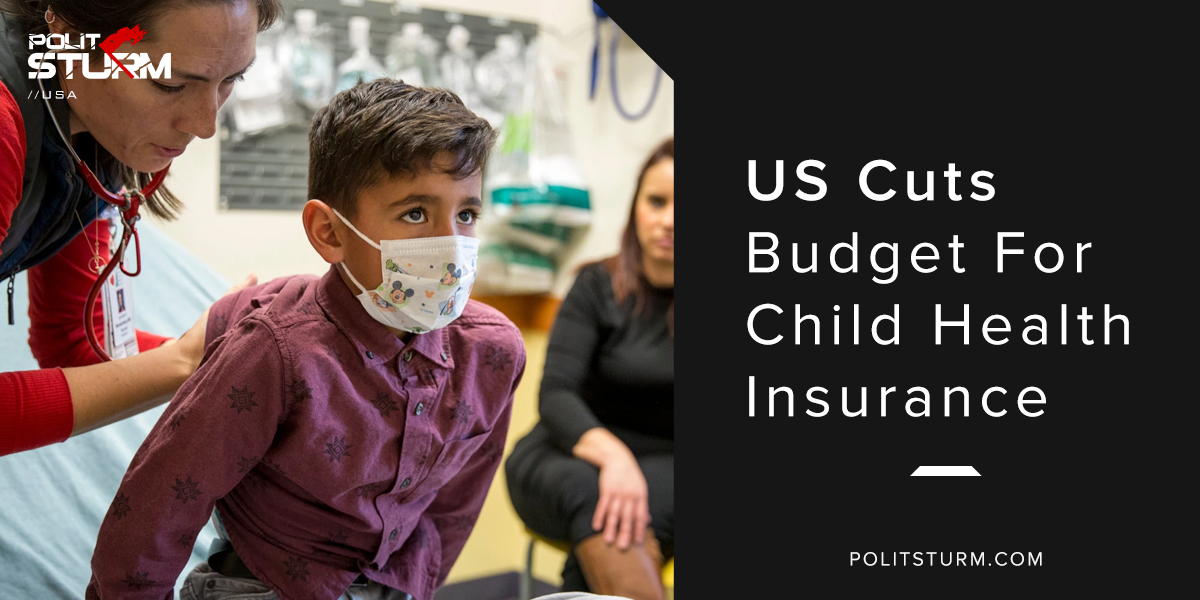 POLIT
STURM
//USA
US Cuts
Budget For
Child Health
Insurance
POLITSTURM.COM